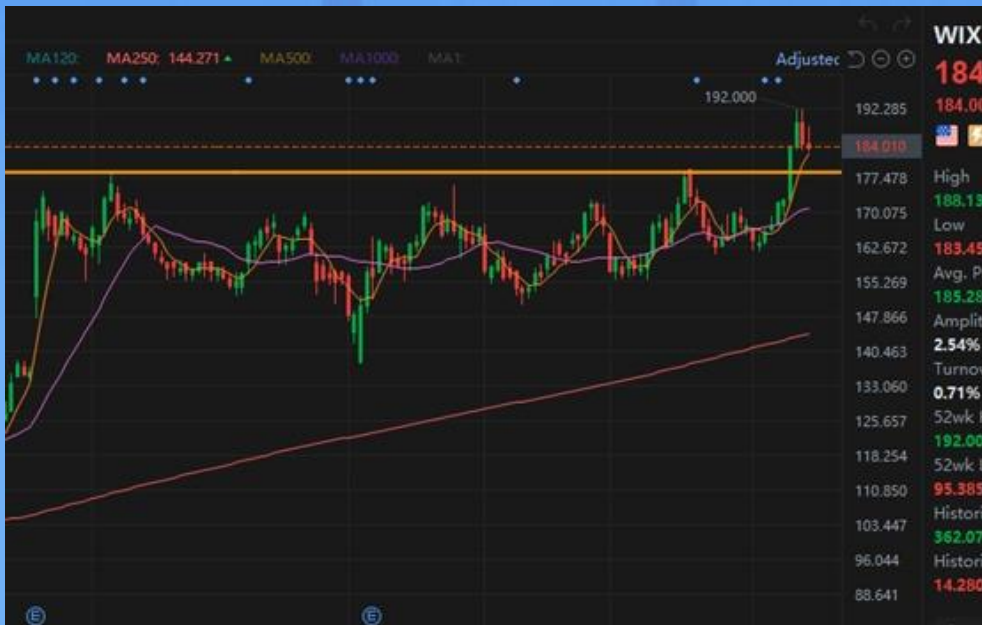 MA120: MA250: 144.271 MA500: MA1000: MA1:
Adjusted
192.000
192.285
184.010
177.478
170.075
162.672
155.269
147.866
140.463
133.060
125.657
118.254
110.850
103.447
96.044
88.641
E
E
WIX
184
184.00
High
188.13
Low
183.45
Avg. P
185.28
Amplit
2.54%
Turnov
0.71%
52wk
192.00
52wk
95.385
Histori
362.07
Histori
14.280